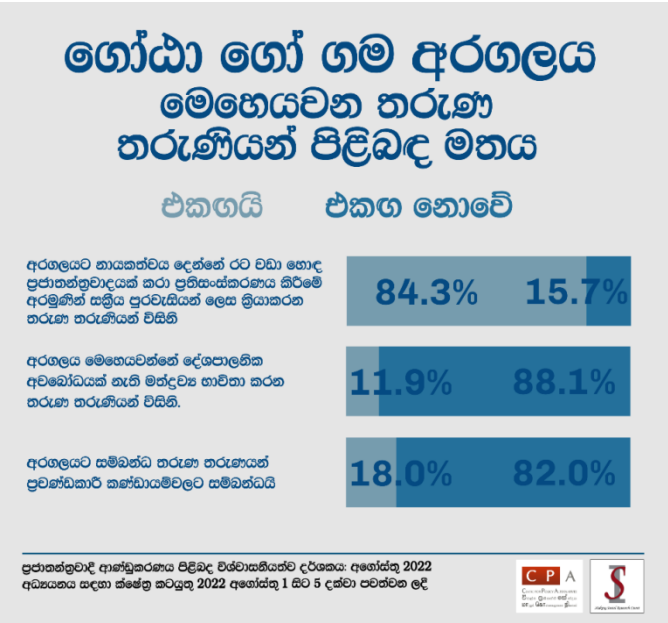 ගෝඨා ගෝ ගම අරගලය
මෙහෙයවන තරුණ
තරුණියන් පිළිබඳ මතය
එකඟයි එකඟ නොවේ
අරගලයට නායකත්වය දෙන්නේ රට වඩා හොඳ
ප්‍රජාතන්ත්‍රවාදයක් කරා ප්‍රතිසංස්කරණය කිරීමේ
අරමුණින් සක්‍රීය පුරවැසියන් ලෙස ක්‍රියාකරන
තරුණ තරුණියන් විසිනි
84.3% 15.7%
අරගලය මෙහෙයවන්නේ දේශපාලනික
අවබෝධයක් නැති මත්ද්‍රව්‍ය භාවිතා කරන
තරුණ තරුණියන් විසිනි.
11.9% 88.1%
අරගලයට සම්බන්ධ තරුණ තරුණයන්
ප්‍රචණ්ඩකාරී කණ්ඩායම්වලට සම්බන්ධයි
18.0% 82.0%
ප්‍රජාතන්ත්‍රවාදී ආණ්ඩුකරණය පිළිබඳ විශ්වාසනීයත්ව දර්ශකය: අගෝස්තු 2022
අධ්‍යයනය සඳහා ක්ෂේත්‍ර කටයුතු 2022 අගෝස්තු 1 සිට 5 දක්වා පවත්වන ලදී
C P A